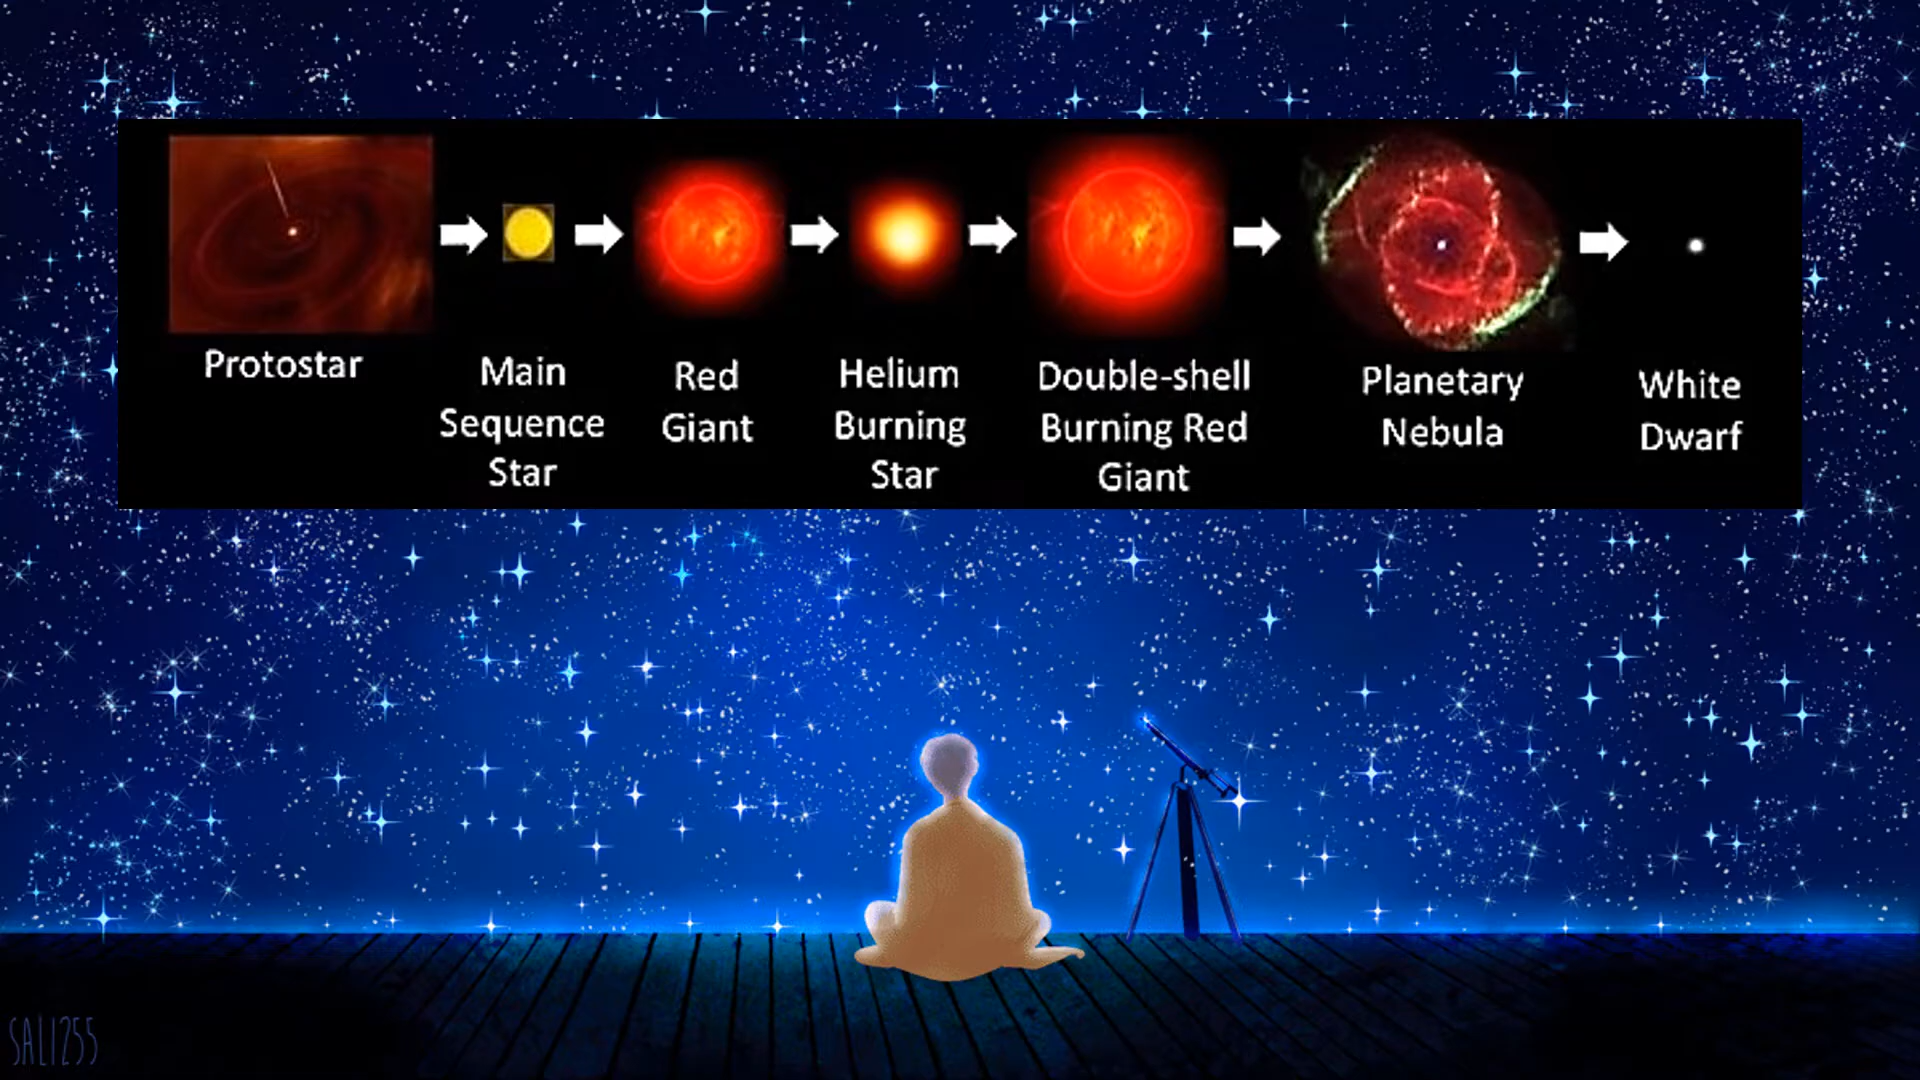 Protostar
Main
Sequence
Star
Red
Giant
Helium
Burning
Star
Double-shell
Burning Red
Giant
Planetary
Nebula
White
Dwarf
SALI255